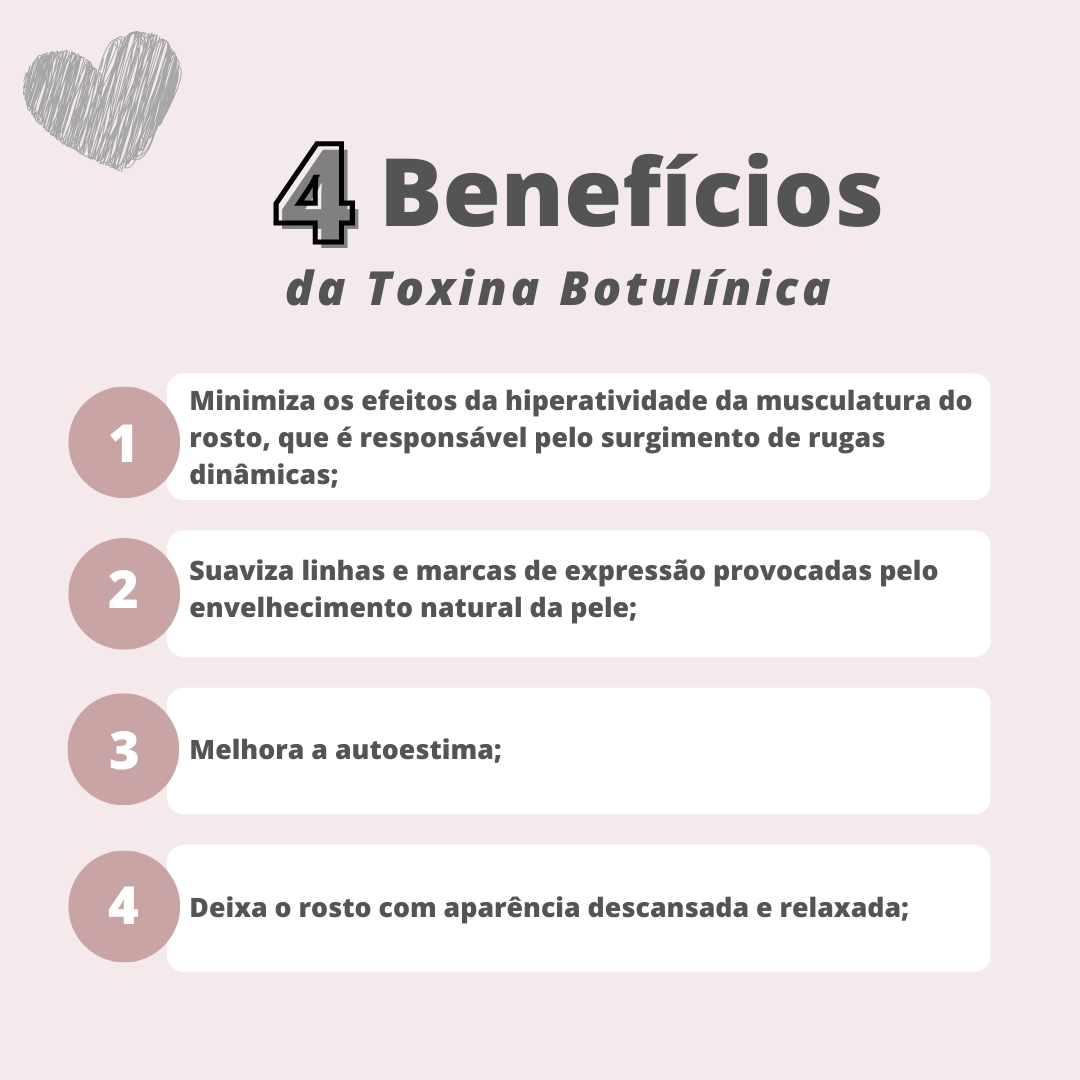 4 Benefícios
da Toxina Botulínica
1
Minimiza os efeitos da hiperatividade da musculatura do
rosto, que é responsável pelo surgimento de rugas
dinâmicas;
2
Suaviza linhas e marcas de expressão provocadas pelo
envelhecimento natural da pele;
3
Melhora a autoestima;
4
Deixa o rosto com aparência descansada e relaxada;